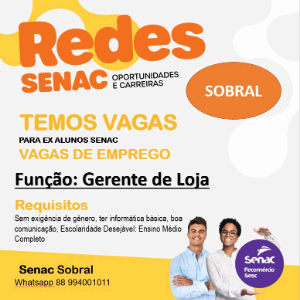 Redes
SENAC OPORTUNIDADES
E CARREIRAS
SOBRAL
TEMOS VAGAS
PARA EX ALUNOS SENAC
VAGAS DE EMPREGO
Função: Gerente de Loja
Requisitos
Sem exigência de gênero, ter informática básica, boa
comunicação, Escolaridade Desejável: Ensino Médio
Completo
Senac Sobral
Whatsapp 88 994001011
Senac
Fecomércio
Sesc